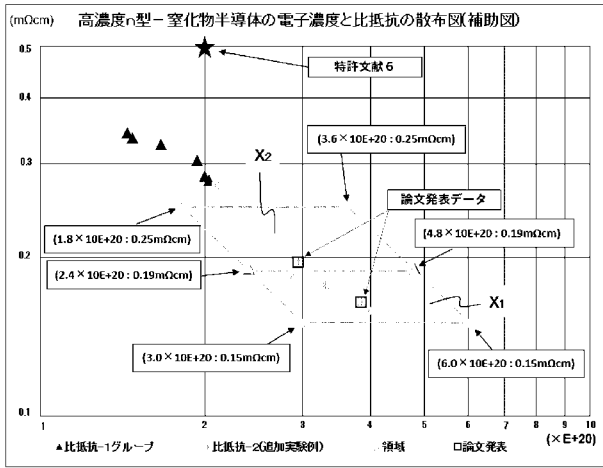 (mΩcm)
高濃度n型－窒化物半導体の電子濃度と比抵抗の散布図(補助図)
0.5
特許文献６
0.4
(3.6×10E+20：0.25mΩcm)
0.3
X2
論文発表データ
(1.8×10E+20：0.25mΩcm)
(4.8×10E+20：0.19mΩcm)
0.2
(2.4×10E+20：0.19mΩcm)
X1
(3.0×10E+20：0.15mΩcm)
(6.0×10E+20：0.15mΩcm)
0.1
1 2 3 4 5 6 7 8 9 10
(×E+20)
▲比抵抗-1グループ 比抵抗-2(追加実験例) 領域 □論文発表